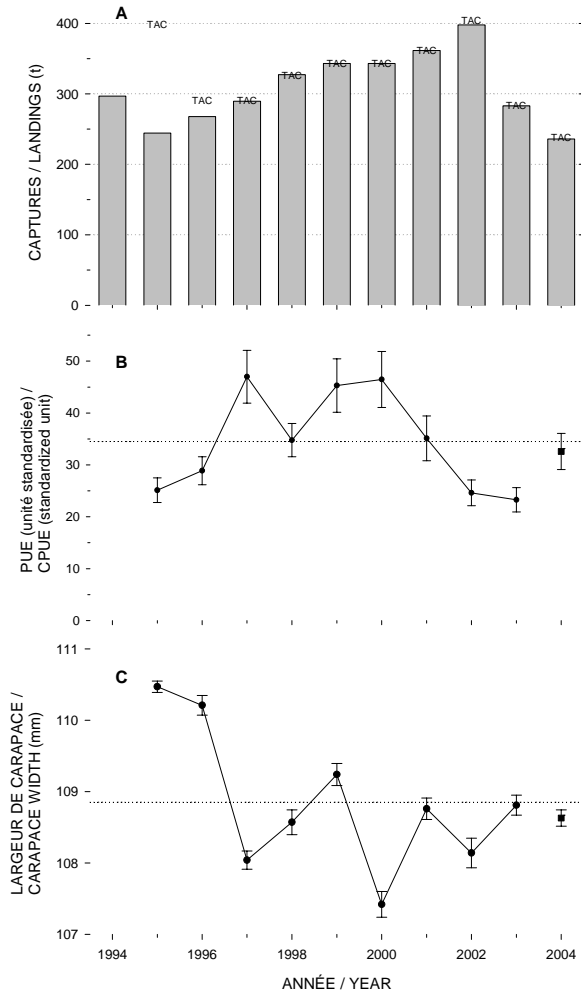 A
CAPTURES / LANDINGS (t)
400
300
200
100
0
TAC
TAC
TAC
TAC
TAC
TAC
TAC
TAC
TAC
TAC
B
PUE (unité standardisée) /
CPUE (standardized unit)
50
40
30
20
10
0
C
LARGEUR DE CARAPACE /
CARAPACE WIDTH (mm)
111
110
109
108
107
1994 1996 1998 2000 2002 2004
ANNÉE / YEAR